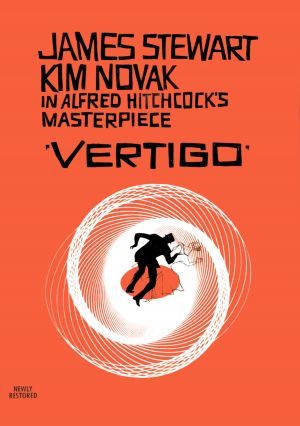 JAMES STEWART
KIM NOVAK
IN ALFRED HITCHCOCK'S
MASTERPIECE
'VERTIGO'
NEWLY
RESTORED